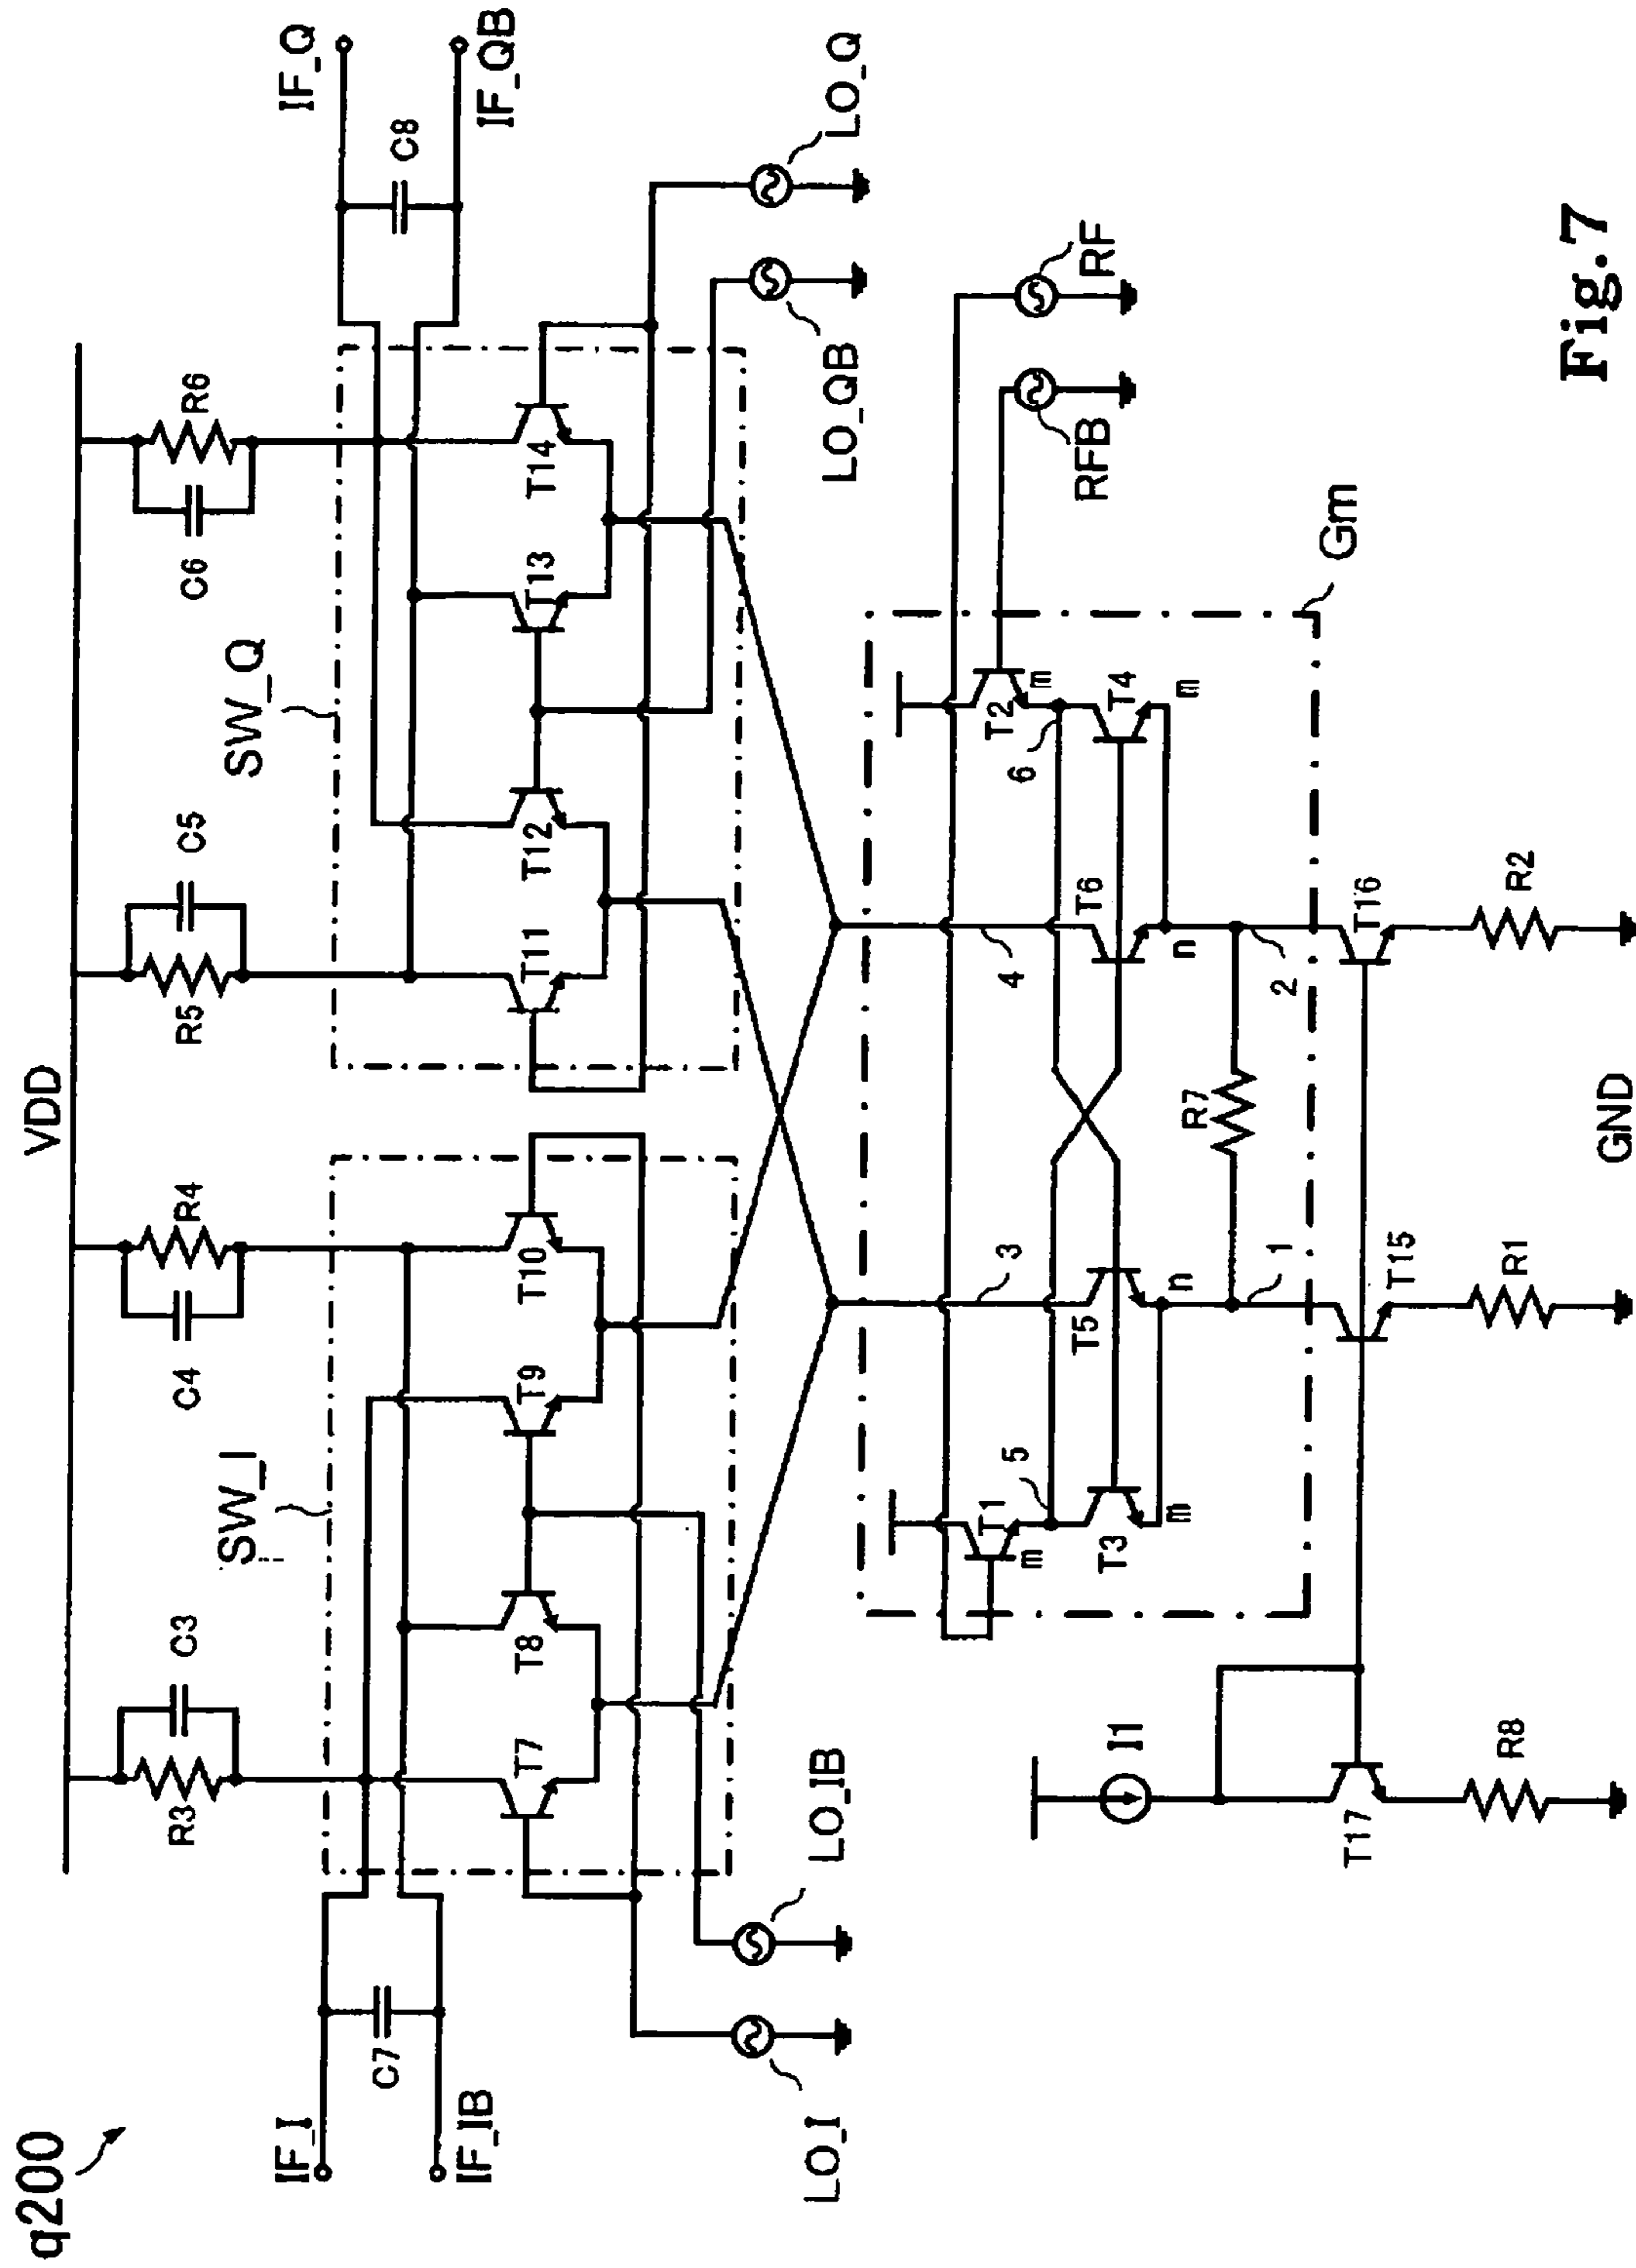 q200
VDD
R3
C3
C4
R4
R5
C5
C6
R6
SW_I
SW_Q
IF_I
C7
IF_IB
IF_Q
C8
IF_QB
T7
T8
T9
T10
T11
T12
T13
T14
LO_I
LO_IB
LO_QB
LO_Q
3
4
Gm
RFB
RF
T1
m
5
T3
m
T5
n
T6
n
T2
m
6
T4
m
R7
1
2
I1
T17
R8
T15
R1
T16
R2
GND
Fig.7